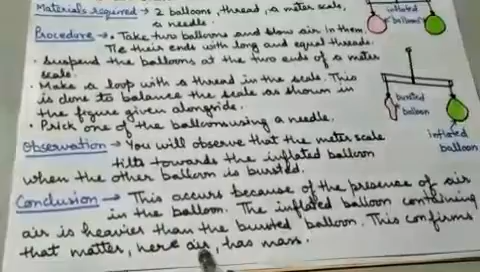 Materials required → 2 balloons, thread, a meter scale,
a needle.
Procedure → • Take two balloons and blow air in them.
Tie their ends with long and equal threads.
• Suspend the balloons at the two ends of a meter
scale.
• Make a loop with a thread in the scale. This
is done to balance the scale as shown in
the figure given alongside.
• Prick one of the balloons using a needle.
Observation → You will observe that the meter scale
tilts towards the inflated balloon
when the other balloon is bursted.
Conclusion → This occurs because of the presence of air
in the balloon. The inflated balloon containing
air is heavier than the bursted balloon. This confirms
that matter, here air, has mass.
inflated
balloons
bursted
balloon
inflated
balloon